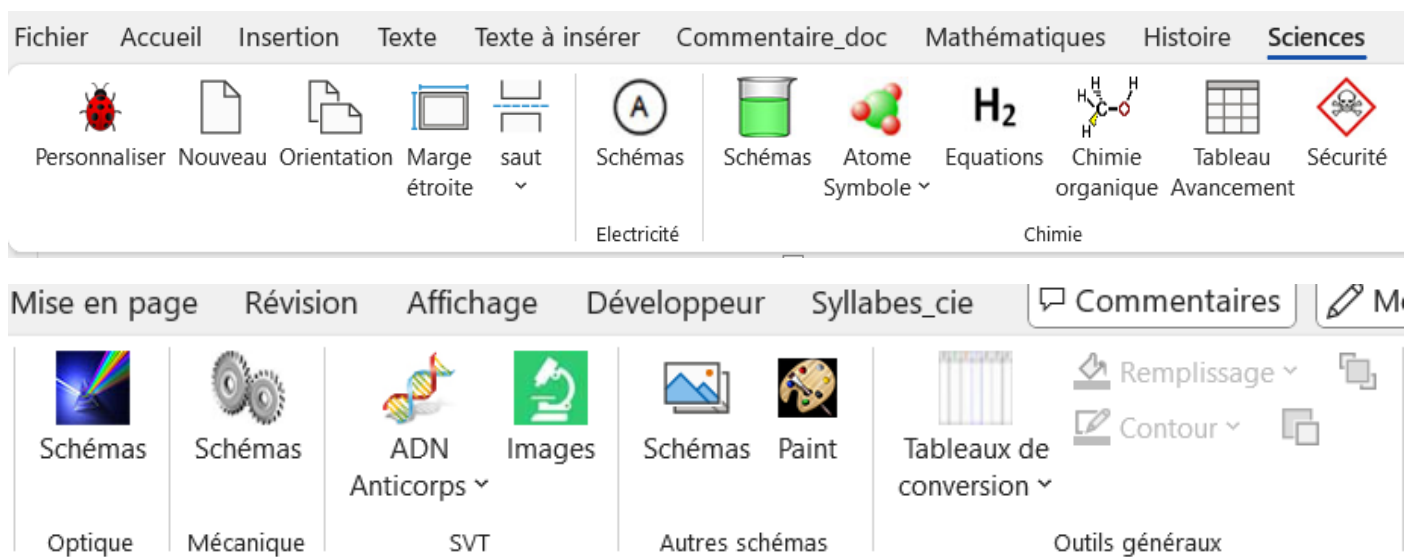 Fichier Accueil Insertion Texte Texte à insérer Commentaire_doc Mathématiques Histoire Sciences
A
H₂
H H
H C-O
H
Personnaliser Nouveau Orientation Marge saut Schémas Schémas Atome Equations Chimie Tableau Sécurité
étroite Symbole organique Avancement
Electricité Chimie
Mise en page Révision Affichage Développeur Syllabes_cie Commentaires
Remplissage
Contour
Schémas Schémas ADN Images Schémas Paint Tableaux de
Anticorps conversion
Optique Mécanique SVT Autres schémas Outils généraux